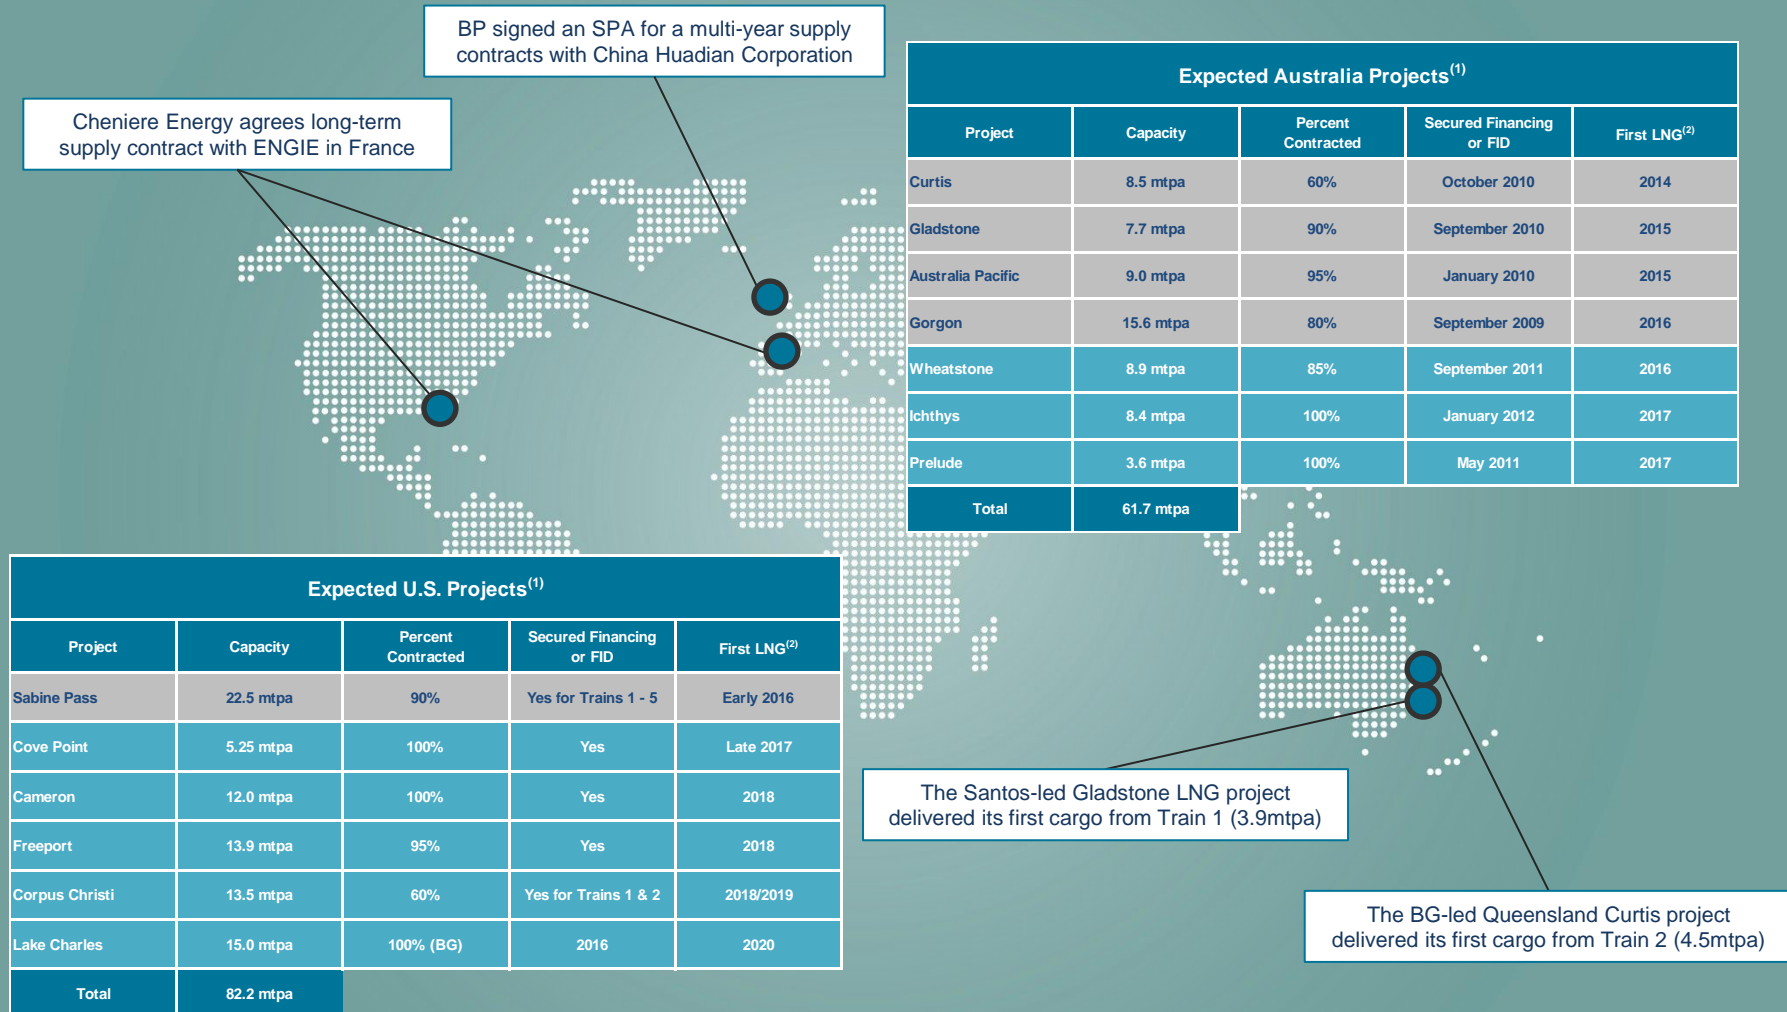 BP signed an SPA for a multi-year supply
contracts with China Huadian Corporation
Cheniere Energy agrees long-term
supply contract with ENGIE in France
Expected Australia Projects(1)
Project Capacity Percent Contracted Secured Financing or FID First LNG(2)
Curtis 8.5 mtpa 60% October 2010 2014
Gladstone 7.7 mtpa 90% September 2010 2015
Australia Pacific 9.0 mtpa 95% January 2010 2015
Gorgon 15.6 mtpa 80% September 2009 2016
Wheatstone 8.9 mtpa 85% September 2011 2016
Ichthys 8.4 mtpa 100% January 2012 2017
Prelude 3.6 mtpa 100% May 2011 2017
Total 61.7 mtpa
Expected U.S. Projects(1)
Project Capacity Percent Contracted Secured Financing or FID First LNG(2)
Sabine Pass 22.5 mtpa 90% Yes for Trains 1 - 5 Early 2016
Cove Point 5.25 mtpa 100% Yes Late 2017
Cameron 12.0 mtpa 100% Yes 2018
Freeport 13.9 mtpa 95% Yes 2018
Corpus Christi 13.5 mtpa 60% Yes for Trains 1 & 2 2018/2019
Lake Charles 15.0 mtpa 100% (BG) 2016 2020
Total 82.2 mtpa
The Santos-led Gladstone LNG project
delivered its first cargo from Train 1 (3.9mtpa)
The BG-led Queensland Curtis project
delivered its first cargo from Train 2 (4.5mtpa)